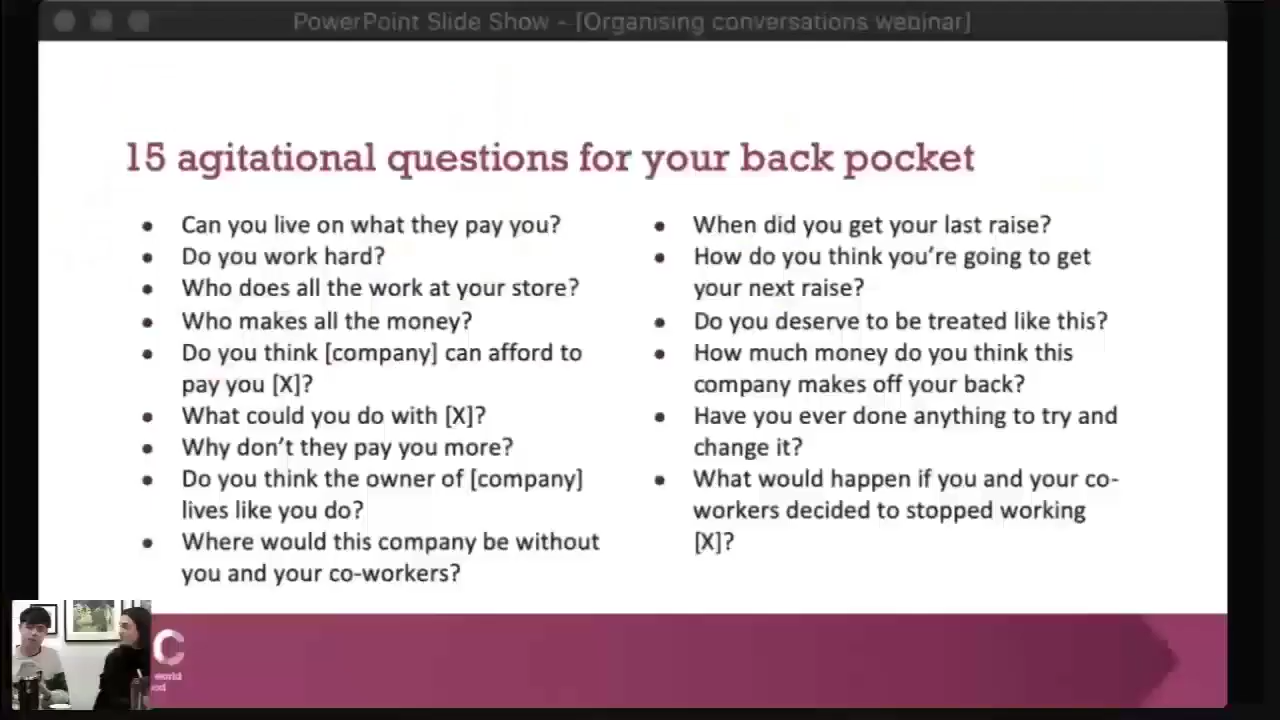 PowerPoint Slide Show - [Organising conversations webinar]
15 agitational questions for your back pocket
• Can you live on what they pay you?
• Do you work hard?
• Who does all the work at your store?
• Who makes all the money?
• Do you think [company] can afford to
pay you [X]?
• What could you do with [X]?
• Why don't they pay you more?
• Do you think the owner of [company]
lives like you do?
• Where would this company be without
you and your co-workers?
• When did you get your last raise?
• How do you think you're going to get
your next raise?
• Do you deserve to be treated like this?
• How much money do you think this
company makes off your back?
• Have you ever done anything to try and
change it?
• What would happen if you and your co-
workers decided to stopped working
[X]?
C
world